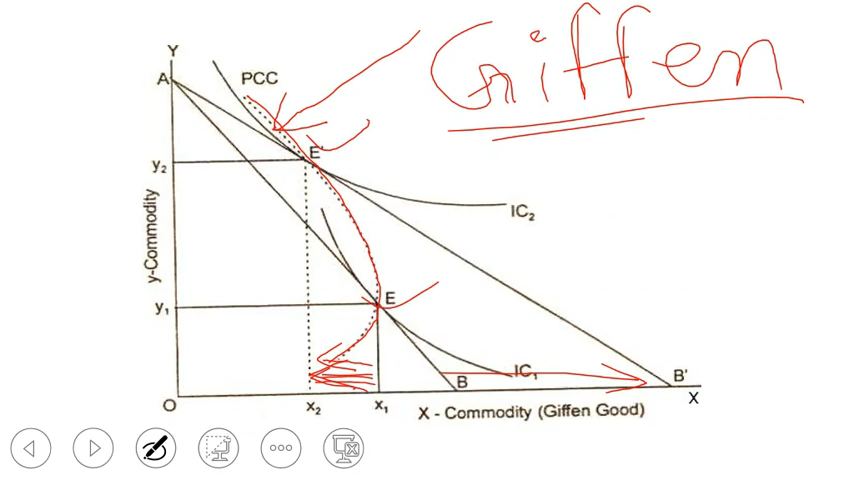 Giffen
Y
A
PCC
E'
y₂
IC₂
y-Commodity
E
y₁
IC₁
B
B'
O
x₂
x₁
X - Commodity (Giffen Good)
X